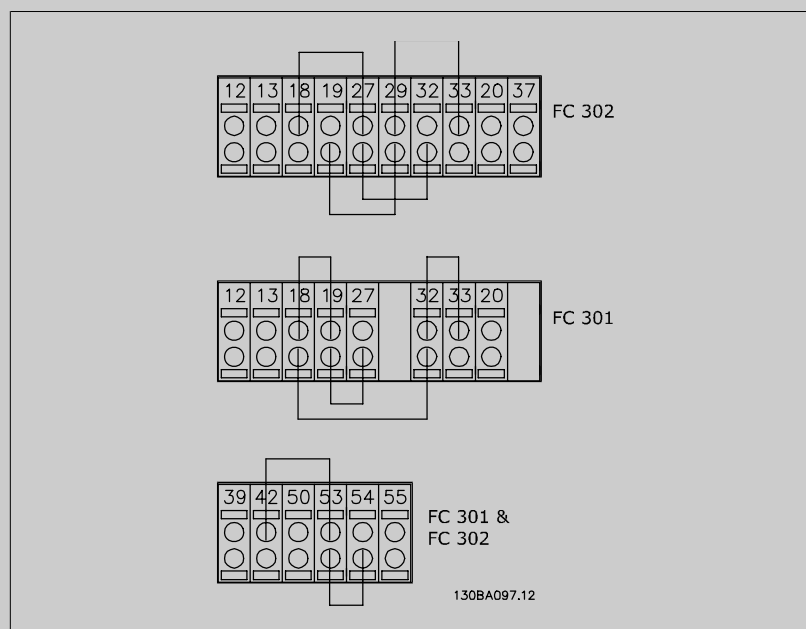 12 13 18 19 27 29 32 33 20 37
FC 302
12 13 18 19 27 32 33 20
FC 301
39 42 50 53 54 55
FC 301 &
FC 302
130BA097.12